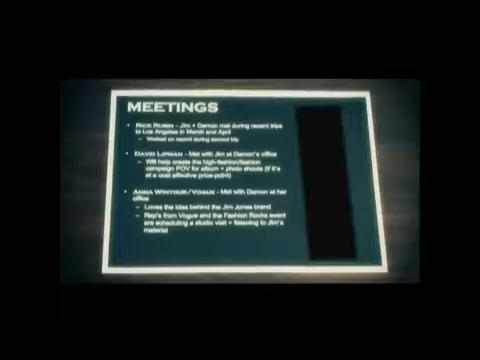 MEETINGS
• Rick Rubin - Jim + Damon met during recent trips
to Los Angeles in March and April
– Worked on record during second trip
• David Lipman - Met with Jim at Damon's office
– Will help create the high-fashion/fashion
campaign POV for album + photo shoots (if it's
at a cost effective price-point)
• Anna Wintour/Vogue - Met with Damon at her
office
– Loves the idea behind the Jim Jones brand
– Rep's from Vogue and the Fashion Rocks event
are scheduling a studio visit + listening to Jim's
material